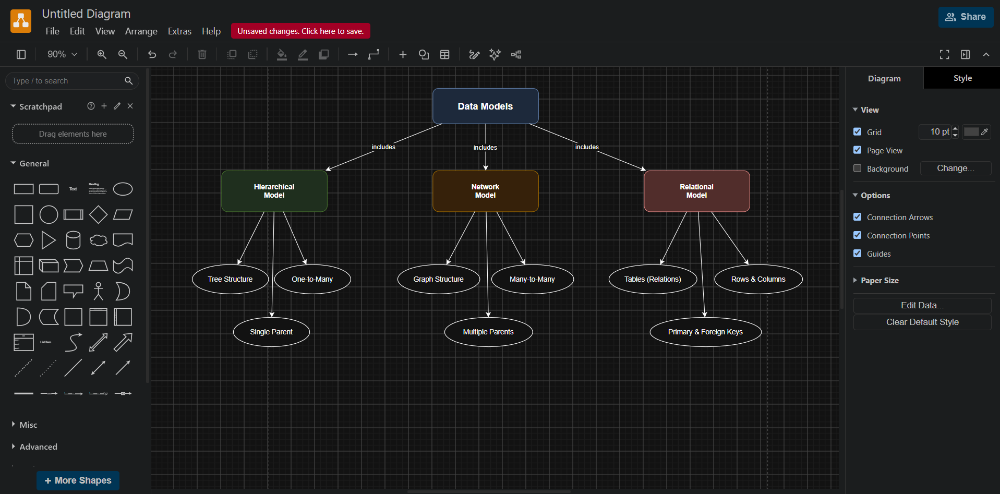 Untitled Diagram
File Edit View Arrange Extras Help Unsaved changes. Click here to save.
Share
90%
Type / to search
Scratchpad
Drag elements here
General
Text
Heading
List Item
Misc
Advanced
+ More Shapes
Data Models
includes
includes
includes
Hierarchical
Model
Network
Model
Relational
Model
Tree Structure
One-to-Many
Graph Structure
Many-to-Many
Tables (Relations)
Rows & Columns
Single Parent
Multiple Parents
Primary & Foreign Keys
Diagram
Style
View
Grid
10 pt
Page View
Background
Change...
Options
Connection Arrows
Connection Points
Guides
Paper Size
Edit Data...
Clear Default Style